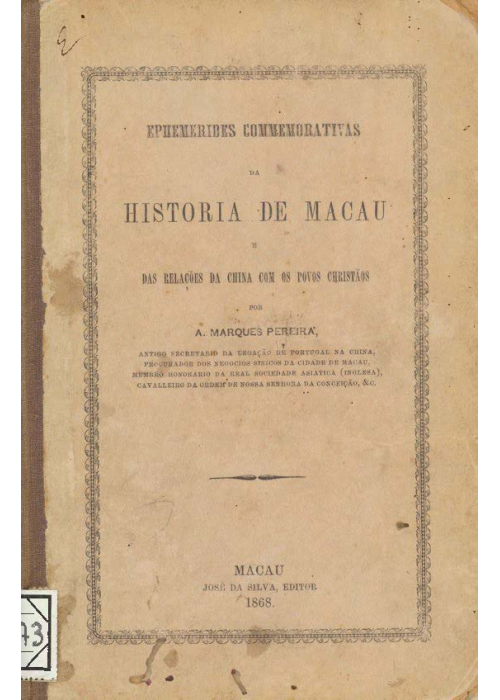 EPHEMERIDES COMMEMORATIVAS
DA
HISTORIA DE MACAU
E
DAS RELAÇÕES DA CHINA COM OS POVOS CHRISTÃOS
POR
A. MARQUES PEREIRA,
ANTIGO SECRETARIO DA LEGAÇÃO DE PORTUGAL NA CHINA,
PROCURADOR DOS NEGOCIOS SINICOS DA CIDADE DE MACAU,
MEMBRO HONORARIO DA REAL SOCIEDADE ASIATICA (INGLESA),
CAVALLEIRO DA ORDEM DE NOSSA SENHORA DA CONCEIÇÃO, &C.
MACAU
JOSÉ DA SILVA, EDITOR
1868.
73